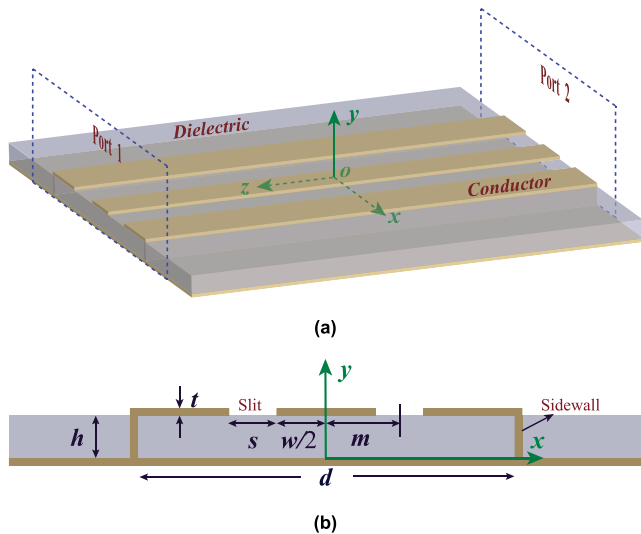 Port 2
Port 1
Dielectric
y
z
o
x
Conductor
(a)
y
t
Slit
Sidewall
h
s
w/2
m
x
d
(b)